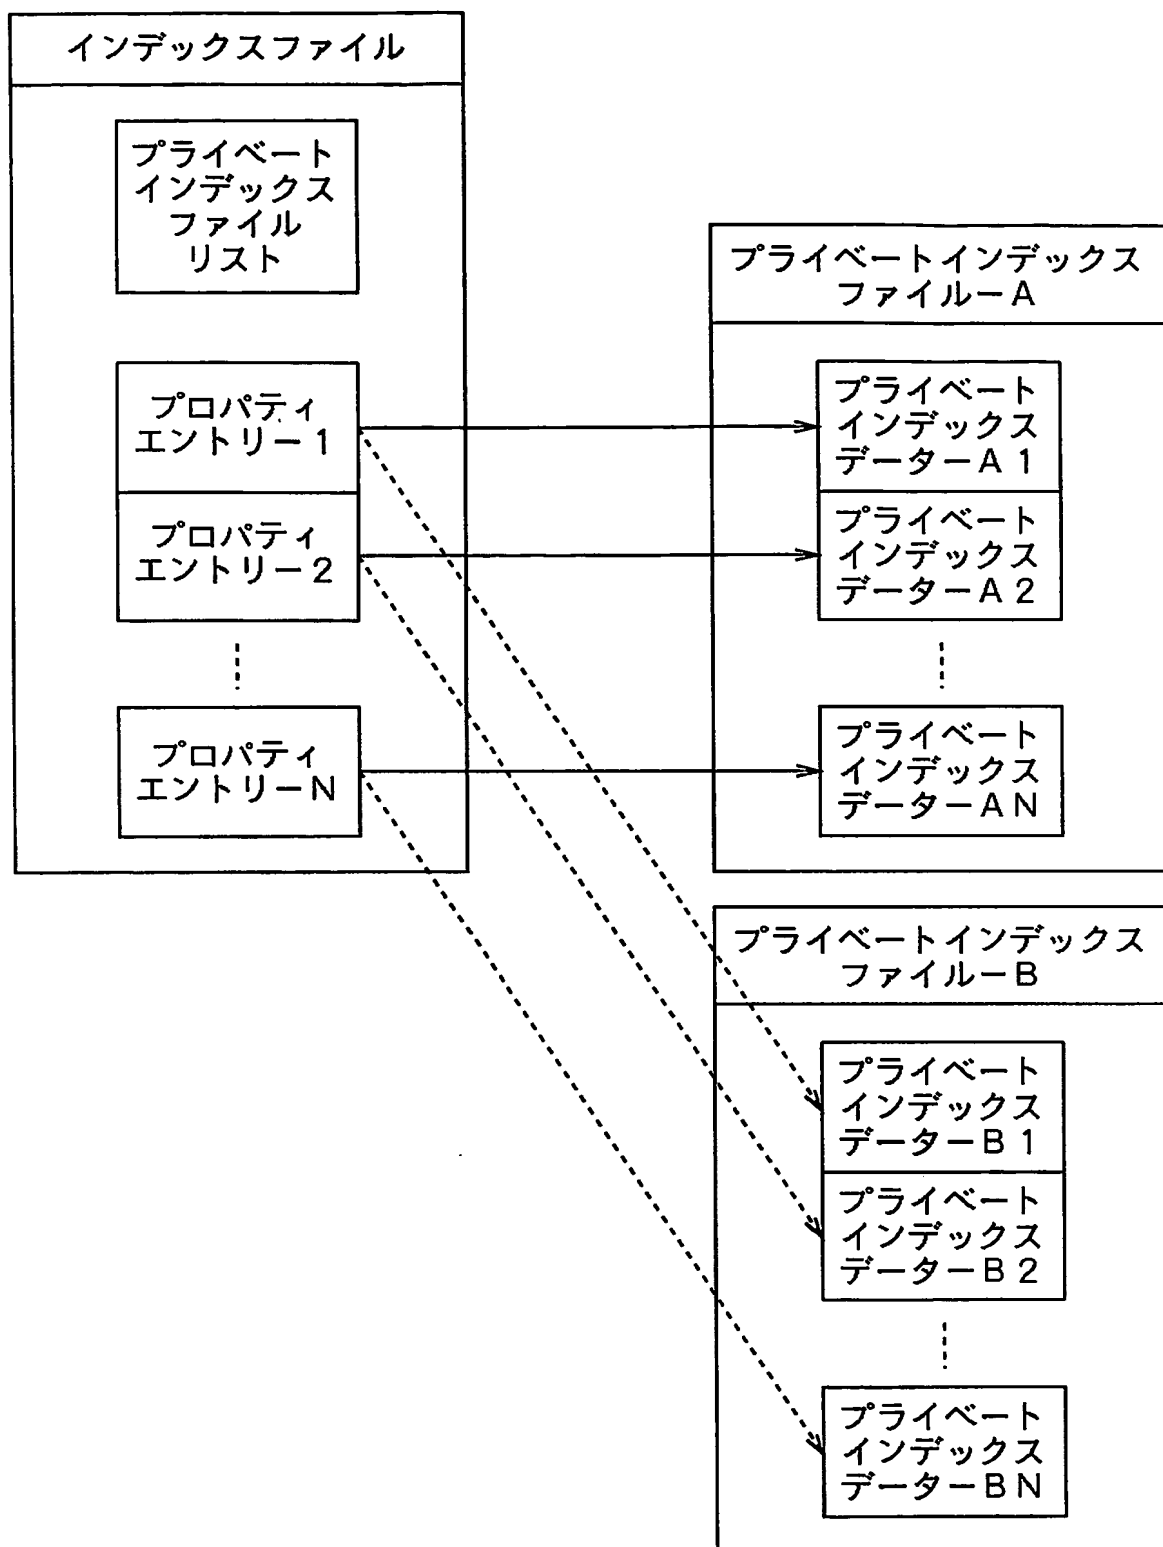 インデックスファイル
プライベート
インデックス
ファイル
リスト
プロパティ
エントリー1
プロパティ
エントリー2
プロパティ
エントリーN
プライベートインデックス
ファイルーA
プライベート
インデックス
データーA1
プライベート
インデックス
データーA2
プライベート
インデックス
データーAN
プライベートインデックス
ファイルーB
プライベート
インデックス
データーB1
プライベート
インデックス
データーB2
プライベート
インデックス
データーBN